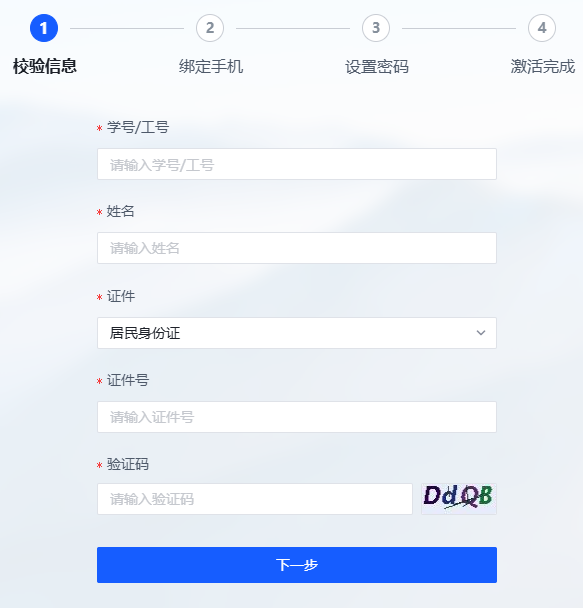 1 2 3 4
校验信息 绑定手机 设置密码 激活完成
* 学号/工号
请输入学号/工号
* 姓名
请输入姓名
* 证件
居民身份证
* 证件号
请输入证件号
* 验证码
请输入验证码 DdQB
下一步